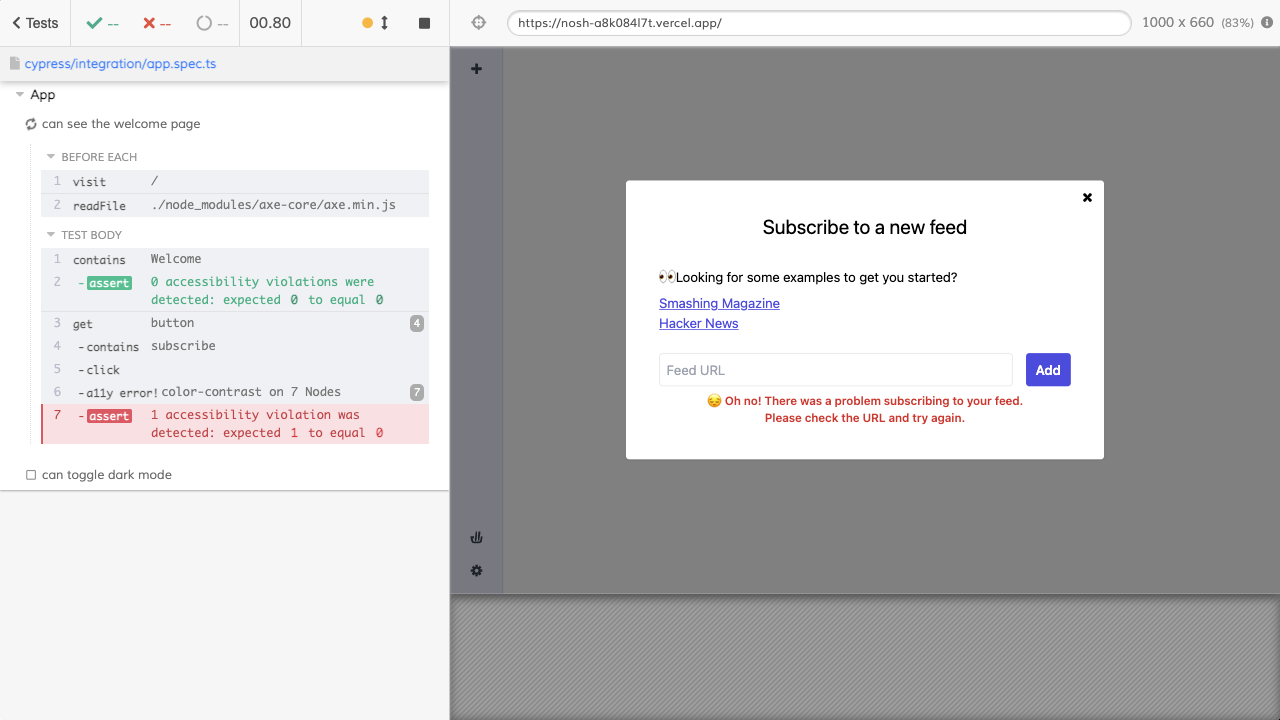 Tests
--
--
--
00.80
https://nosh-a8k084l7t.vercel.app/
1000 x 660 (83%)
cypress/integration/app.spec.ts
App
can see the welcome page
BEFORE EACH
1 visit /
2 readFile ./node_modules/axe-core/axe.min.js
TEST BODY
1 contains Welcome
2 -assert 0 accessibility violations were
detected: expected 0 to equal 0
3 get button 4
4 -contains subscribe
5 -click
6 -a11y error! color-contrast on 7 Nodes 7
7 -assert 1 accessibility violation was
detected: expected 1 to equal 0
can toggle dark mode
Subscribe to a new feed
👀Looking for some examples to get you started?
Smashing Magazine
Hacker News
Feed URL
Add
😔 Oh no! There was a problem subscribing to your feed.
Please check the URL and try again.